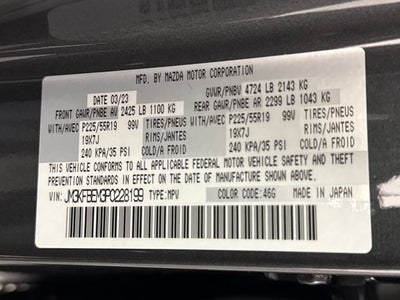 MFD. BY MAZDA MOTOR CORPORATION
DATE 03/23 GVWR/PNBV 4724 LB 2143 KG
FRONT GAWR/PNBE AV 2425 LB 1100 KG REAR GAWR/PNBE AR 2299 LB 1043 KG
WITH/AVEC P225/55R19 99V TIRES/PNEUS WITH/AVEC P225/55R19 99V TIRES/PNEUS
19X7J RIMS/JANTES 19X7J RIMS/JANTES
240 KPA/35 PSI COLD/A FROID 240 KPA/35 PSI COLD/A FROID
THIS VEHICLE CONFORMS TO ALL APPLICABLE FEDERAL MOTOR VEHICLE SAFETY AND THEFT
PREVENTION STANDARDS IN EFFECT ON THE DATE OF MANUFACTURE SHOWN ABOVE.
VIN: JM3KFBEM3P0228199 TYPE:MPV COLOR CODE:46G MADE IN JAPAN